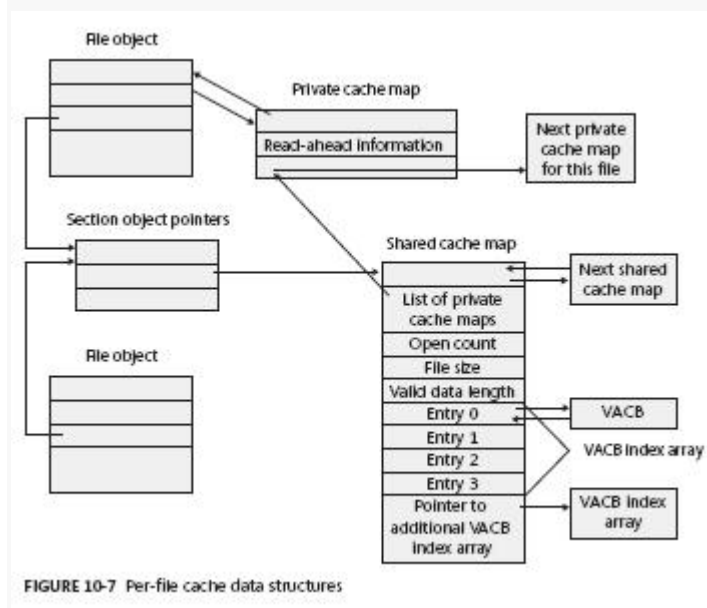 File object
Private cache map
Read-ahead information
Next private
cache map
for this file
Section object pointers
Shared cache map
Next shared
cache map
List of private
cache maps
Open count
File size
Valid data length
File object
Entry 0
VACB
Entry 1
VACB index array
Entry 2
Entry 3
Pointer to
additional VACB
index array
VACB index
array
FIGURE 10-7 Per-file cache data structures